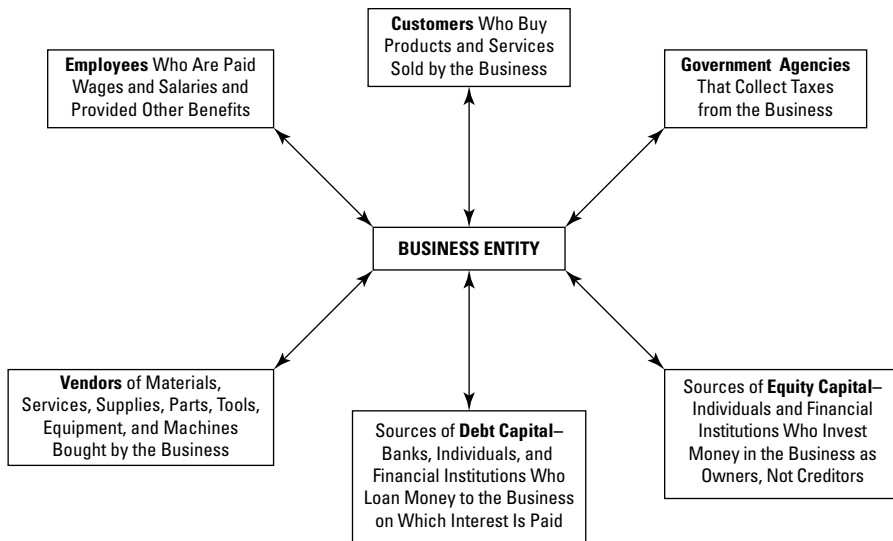 Customers Who Buy
Products and Services
Sold by the Business
Employees Who Are Paid
Wages and Salaries and
Provided Other Benefits
Government Agencies
That Collect Taxes
from the Business
BUSINESS ENTITY
Vendors of Materials,
Services, Supplies, Parts, Tools,
Equipment, and Machines
Bought by the Business
Sources of Debt Capital–
Banks, Individuals, and
Financial Institutions Who
Loan Money to the Business
on Which Interest Is Paid
Sources of Equity Capital–
Individuals and Financial
Institutions Who Invest
Money in the Business as
Owners, Not Creditors